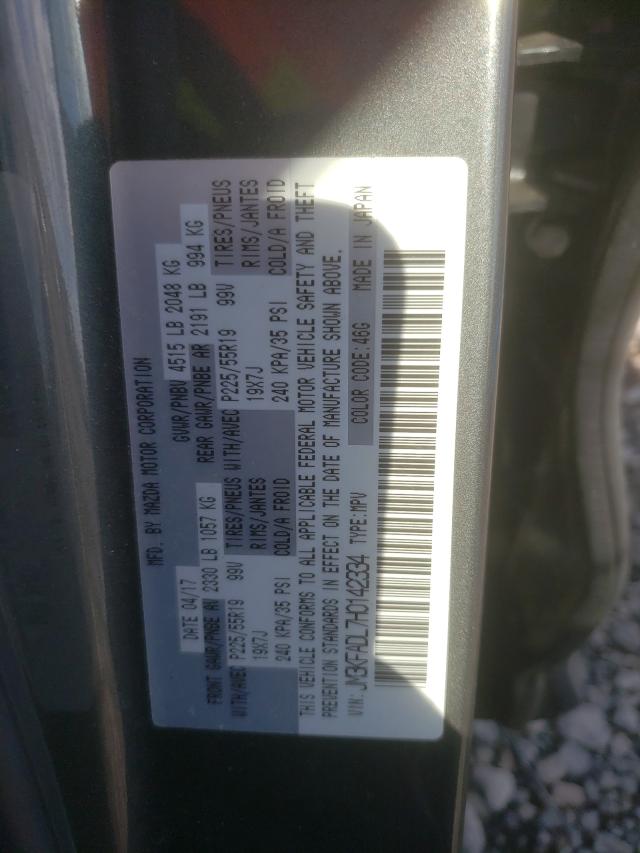 MFD. BY MAZDA MOTOR CORPORATION
DATE 04/17 GVWR/PNBV 4515 LB 2048 KG
FRONT GAWR/PNBE AV 2330 LB 1057 KG REAR GAWR/PNBE AR 2191 LB 994 KG
WITH/AVEC P225/55R19 99V TIRES/PNEUS WITH/AVEC P225/55R19 99V TIRES/PNEUS
19X7J RIMS/JANTES 19X7J RIMS/JANTES
240 KPA/35 PSI COLD/A FROID 240 KPA/35 PSI COLD/A FROID
THIS VEHICLE CONFORMS TO ALL APPLICABLE FEDERAL MOTOR VEHICLE SAFETY AND THEFT
PREVENTION STANDARDS IN EFFECT ON THE DATE OF MANUFACTURE SHOWN ABOVE.
VIN: JM3KFADL7H0142334 TYPE:MPV COLOR CODE:46G MADE IN JAPAN